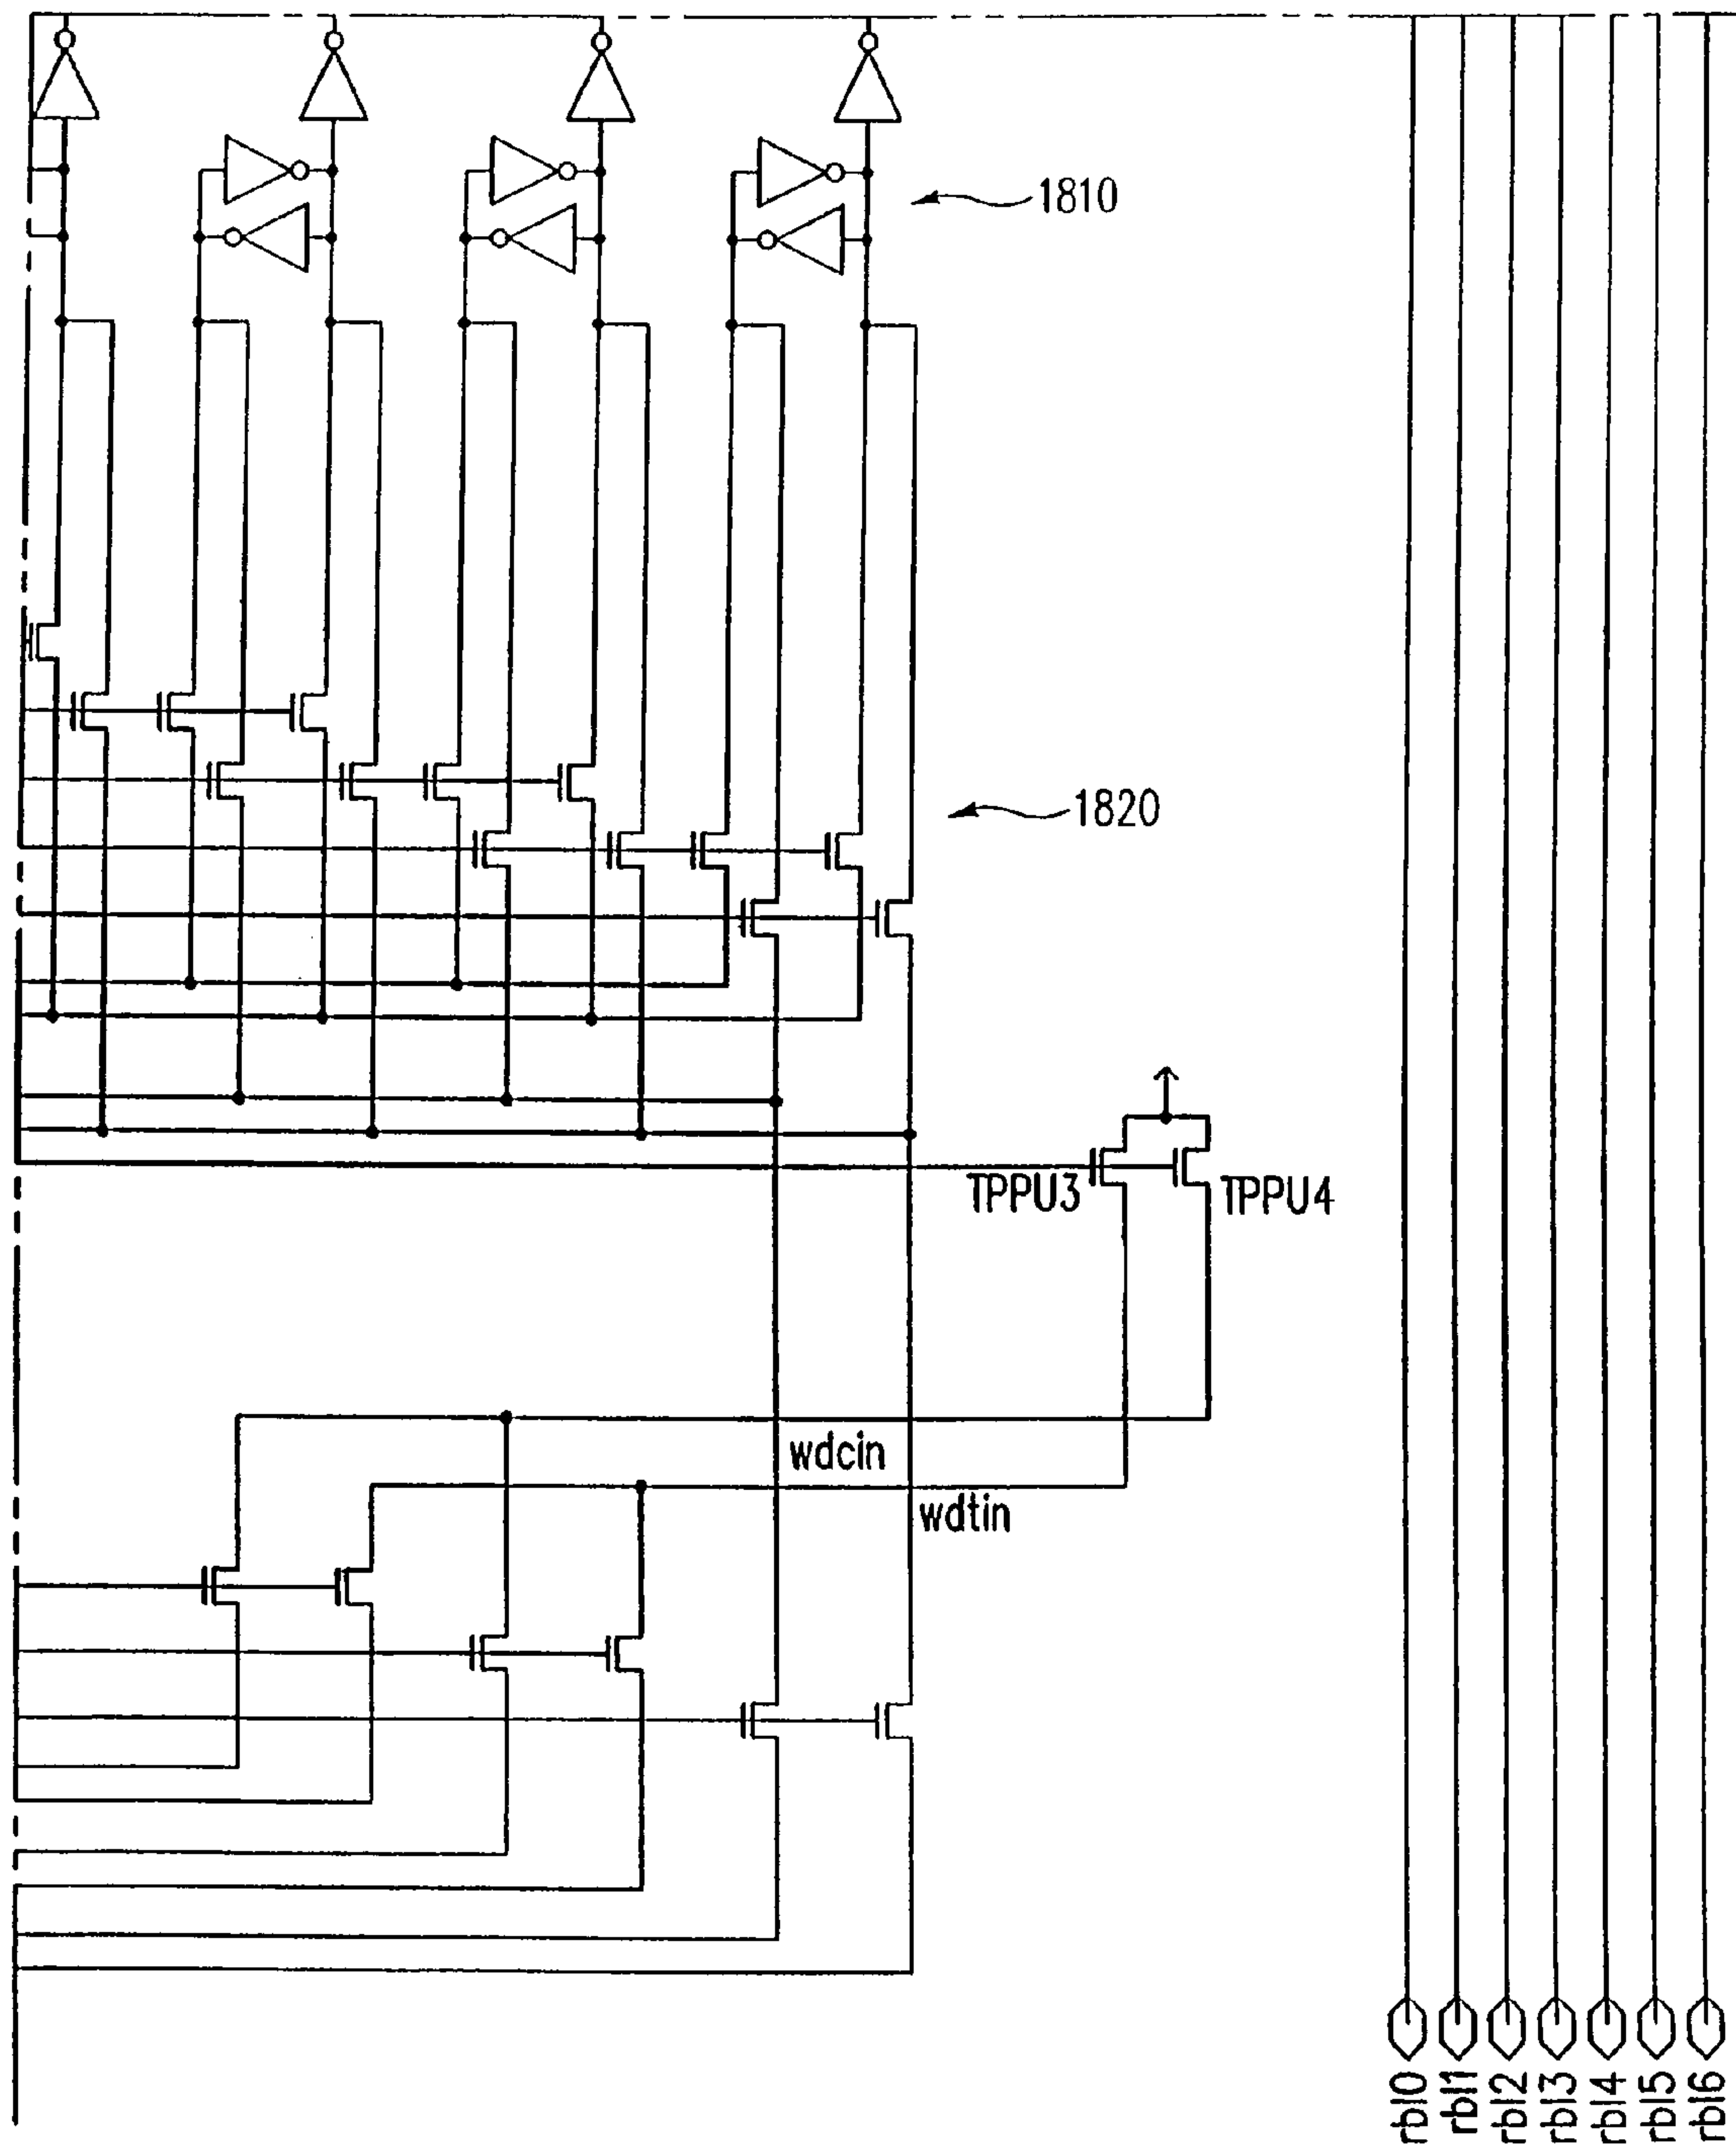 1810
1820
TPPU3
TPPU4
wdcin
wdtin
rbl0
rbl1
rbl2
rbl3
rbl4
rbl5
rbl6